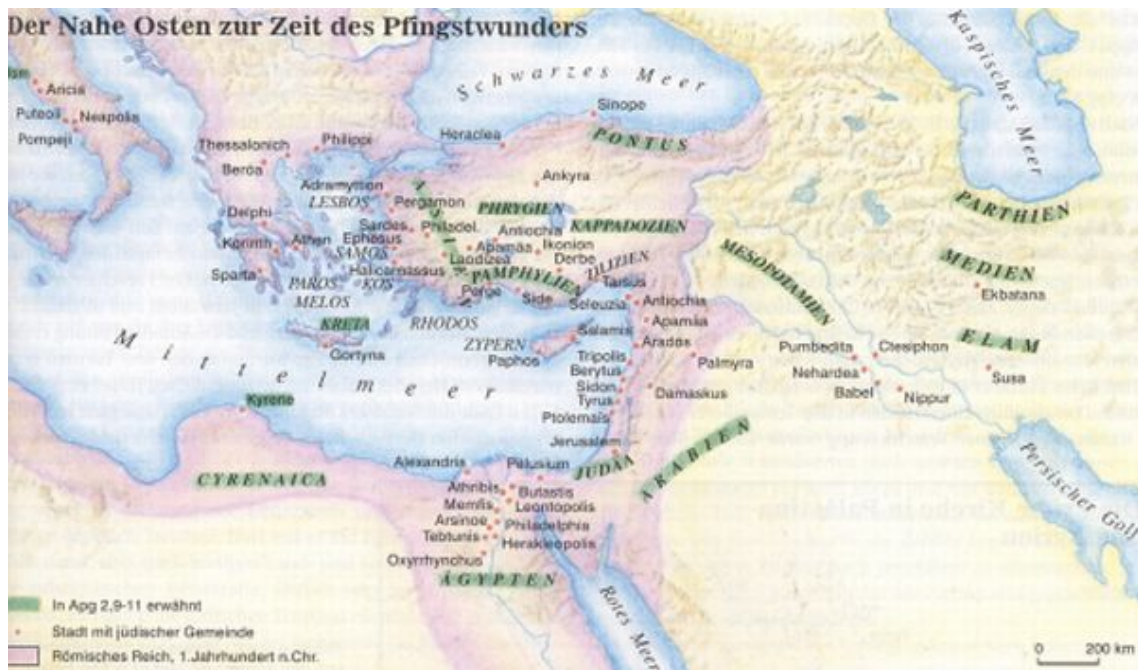 Der Nahe Osten zur Zeit des Pfingstwunders
Kaspisches Meer
Schwarzes Meer
Aricia
Puteoli
Neapolis
Pompeji
Sinope
Heraclea
PONTUS
Philippi
Thessalonich
Beröa
Ankyra
Adramyttion
LESBOS
Pergamon
ASIA
PHRYGIEN
KAPPADOZIEN
PARTHIEN
Delphi
Sardes
Philadel.
Antiochia
Korinth
Athen
Ephesus
Apamäa
Ikonion
SAMOS
Laodizea
Derbe
MESOPOTAMIEN
MEDIEN
Sparta
Halicarnassus
PAMPHYLIEN
Tarsus
PAROS
KOS
Perge
Side
Seleuzia
Antiochia
Ekbatana
MELOS
KRETA
RHODOS
Salamis
Apamäa
ZYPERN
Arados
ELAM
Gortyna
Paphos
Tripolis
Palmyra
Pumbedita
Ctesiphon
Mittelmeer
Berytus
Nehardea
Susa
Sidon
Damaskus
Babel
Nippur
Kyrene
Tyrus
Ptolemais
Jerusalem
ARABIEN
Alexandria
Pelusium
JUDÄA
Persischer Golf
CYRENAICA
Athribis
Butastis
Memfis
Leontopolis
Arsinoe
Philadelphia
Tebtunis
Herakleopolis
Oxyrrhynchus
ÄGYPTEN
Rotes Meer
In Apg 2,9-11 erwähnt
Stadt mit jüdischer Gemeinde
Römisches Reich, 1.Jahrhundert n.Chr.
0 200 km